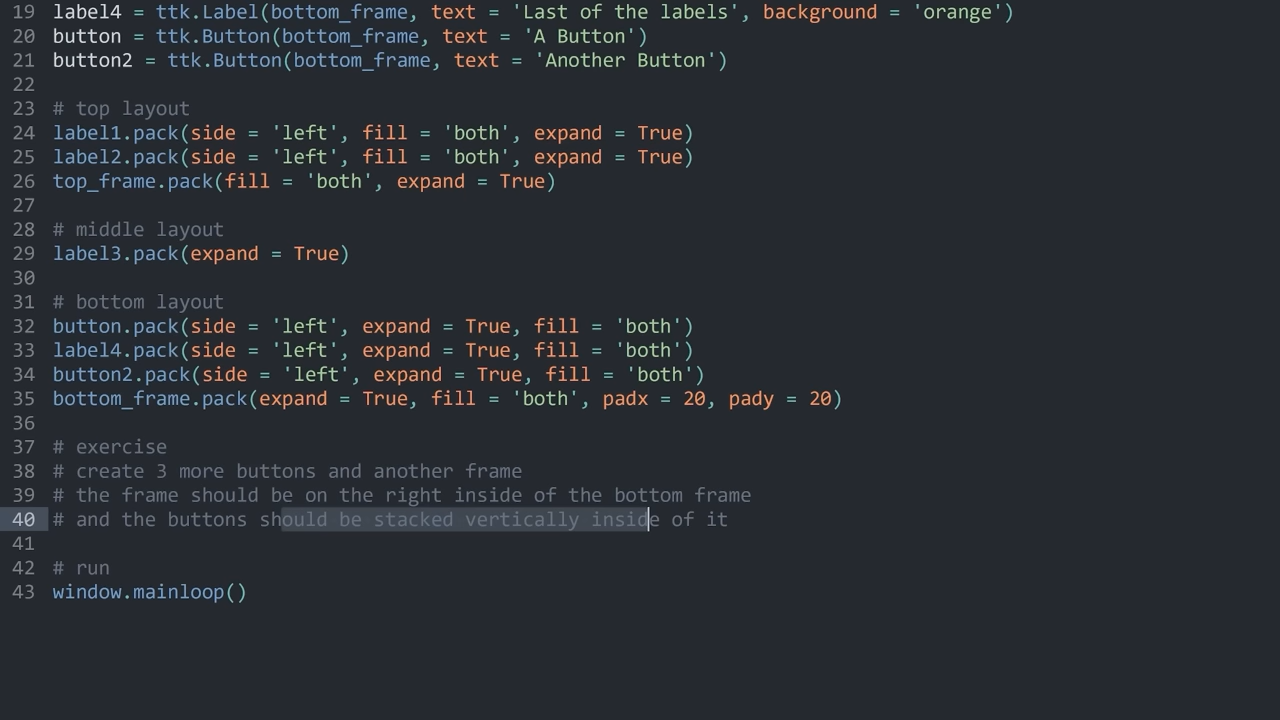 19 label4 = ttk.Label(bottom_frame, text = 'Last of the labels', background = 'orange')
20 button = ttk.Button(bottom_frame, text = 'A Button')
21 button2 = ttk.Button(bottom_frame, text = 'Another Button')
22
23 # top layout
24 label1.pack(side = 'left', fill = 'both', expand = True)
25 label2.pack(side = 'left', fill = 'both', expand = True)
26 top_frame.pack(fill = 'both', expand = True)
27
28 # middle layout
29 label3.pack(expand = True)
30
31 # bottom layout
32 button.pack(side = 'left', expand = True, fill = 'both')
33 label4.pack(side = 'left', expand = True, fill = 'both')
34 button2.pack(side = 'left', expand = True, fill = 'both')
35 bottom_frame.pack(expand = True, fill = 'both', padx = 20, pady = 20)
36
37 # exercise
38 # create 3 more buttons and another frame
39 # the frame should be on the right inside of the bottom frame
40 # and the buttons should be stacked vertically inside of it
41
42 # run
43 window.mainloop()